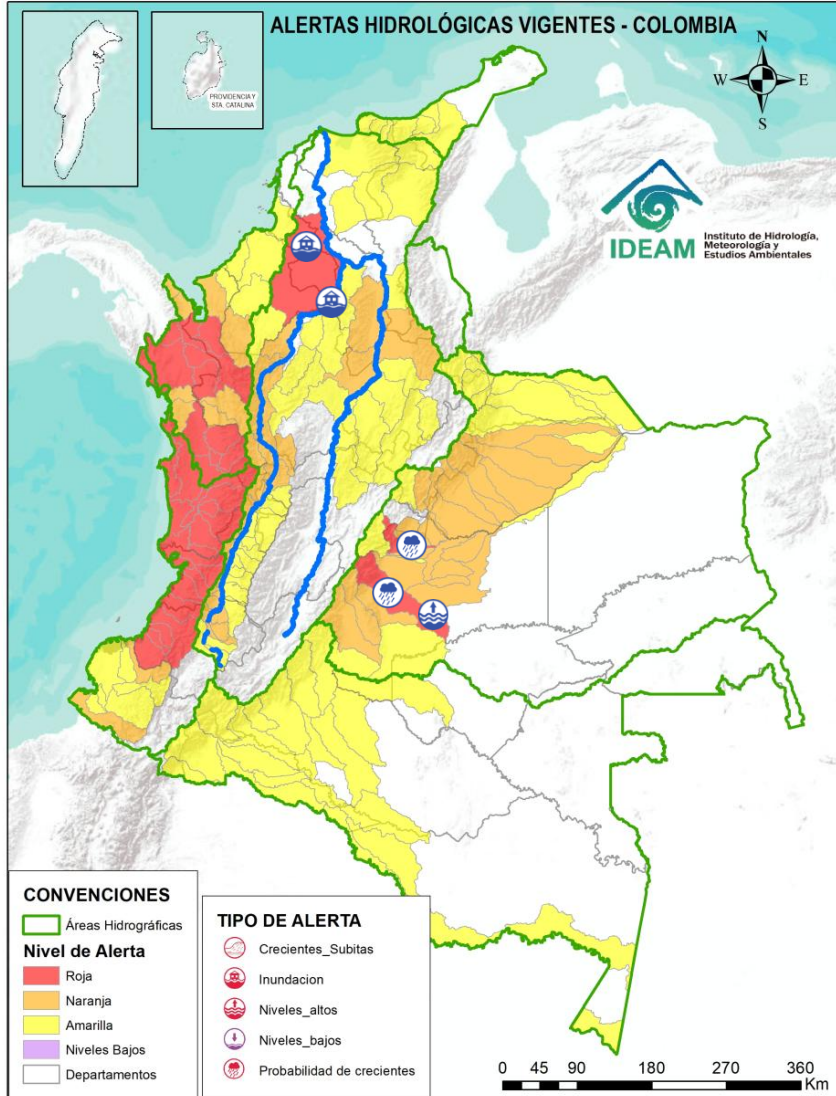 ALERTAS HIDROLÓGICAS VIGENTES - COLOMBIA
PROVIDENCIA Y
STA. CATALINA
N
W
E
S
IDEAM
Instituto de Hidrología,
Meteorología y
Estudios Ambientales
CONVENCIONES
Áreas Hidrográficas
Nivel de Alerta
Roja
Naranja
Amarilla
Niveles Bajos
Departamentos
TIPO DE ALERTA
Crecientes_Subitas
Inundacion
Niveles_altos
Niveles_bajos
Probabilidad de crecientes
0 45 90 180 270 360
Km